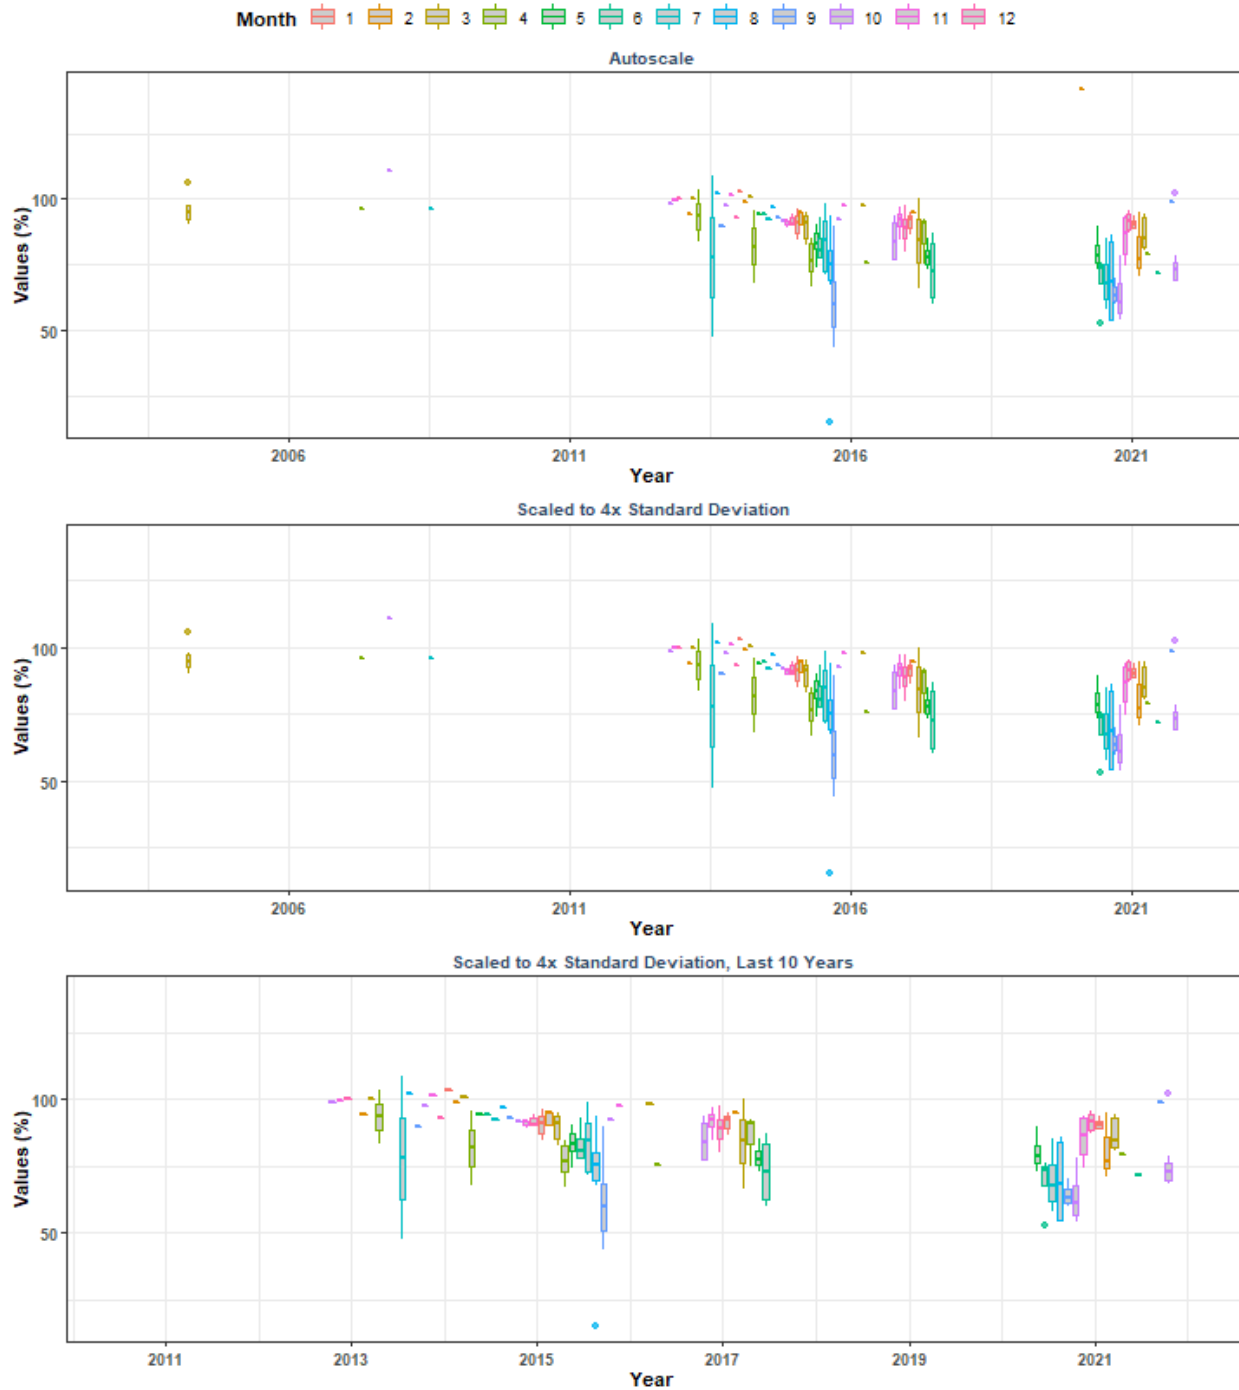 Month 1 2 3 4 5 6 7 8 9 10 11 12
Autoscale
Values (%)
100
50
2006 2011 2016 2021
Year
Scaled to 4x Standard Deviation
Values (%)
100
50
2006 2011 2016 2021
Year
Scaled to 4x Standard Deviation, Last 10 Years
Values (%)
100
50
2011 2013 2015 2017 2019 2021
Year